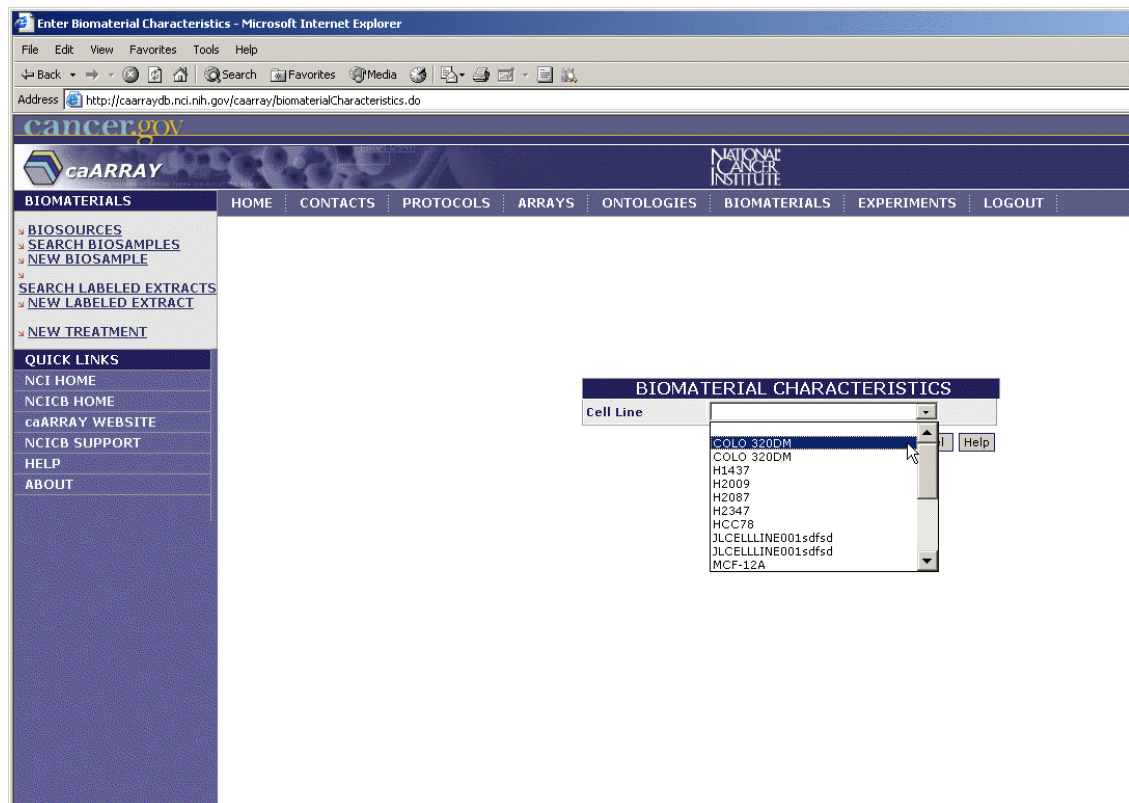 Enter Biomaterial Characteristics - Microsoft Internet Explorer
File Edit View Favorites Tools Help
Back Search Favorites Media
Address http://caarraydb.nci.nih.gov/caarray/biomaterialCharacteristics.do
cancer.gov
caARRAY
NATIONAL
CANCER
INSTITUTE
BIOMATERIALS
HOME CONTACTS PROTOCOLS ARRAYS ONTOLOGIES BIOMATERIALS EXPERIMENTS LOGOUT
BIOSOURCES
SEARCH BIOSAMPLES
NEW BIOSAMPLE
SEARCH LABELED EXTRACTS
NEW LABELED EXTRACT
NEW TREATMENT
QUICK LINKS
NCI HOME
NCICB HOME
caARRAY WEBSITE
NCICB SUPPORT
HELP
ABOUT
BIOMATERIAL CHARACTERISTICS
Cell Line
COLO 320DM
COLO 320DM
H1437
H2009
H2087
H2347
HCC78
JLCELLLINE001sdfsd
JLCELLLINE001sdfsd
MCF-12A
Help